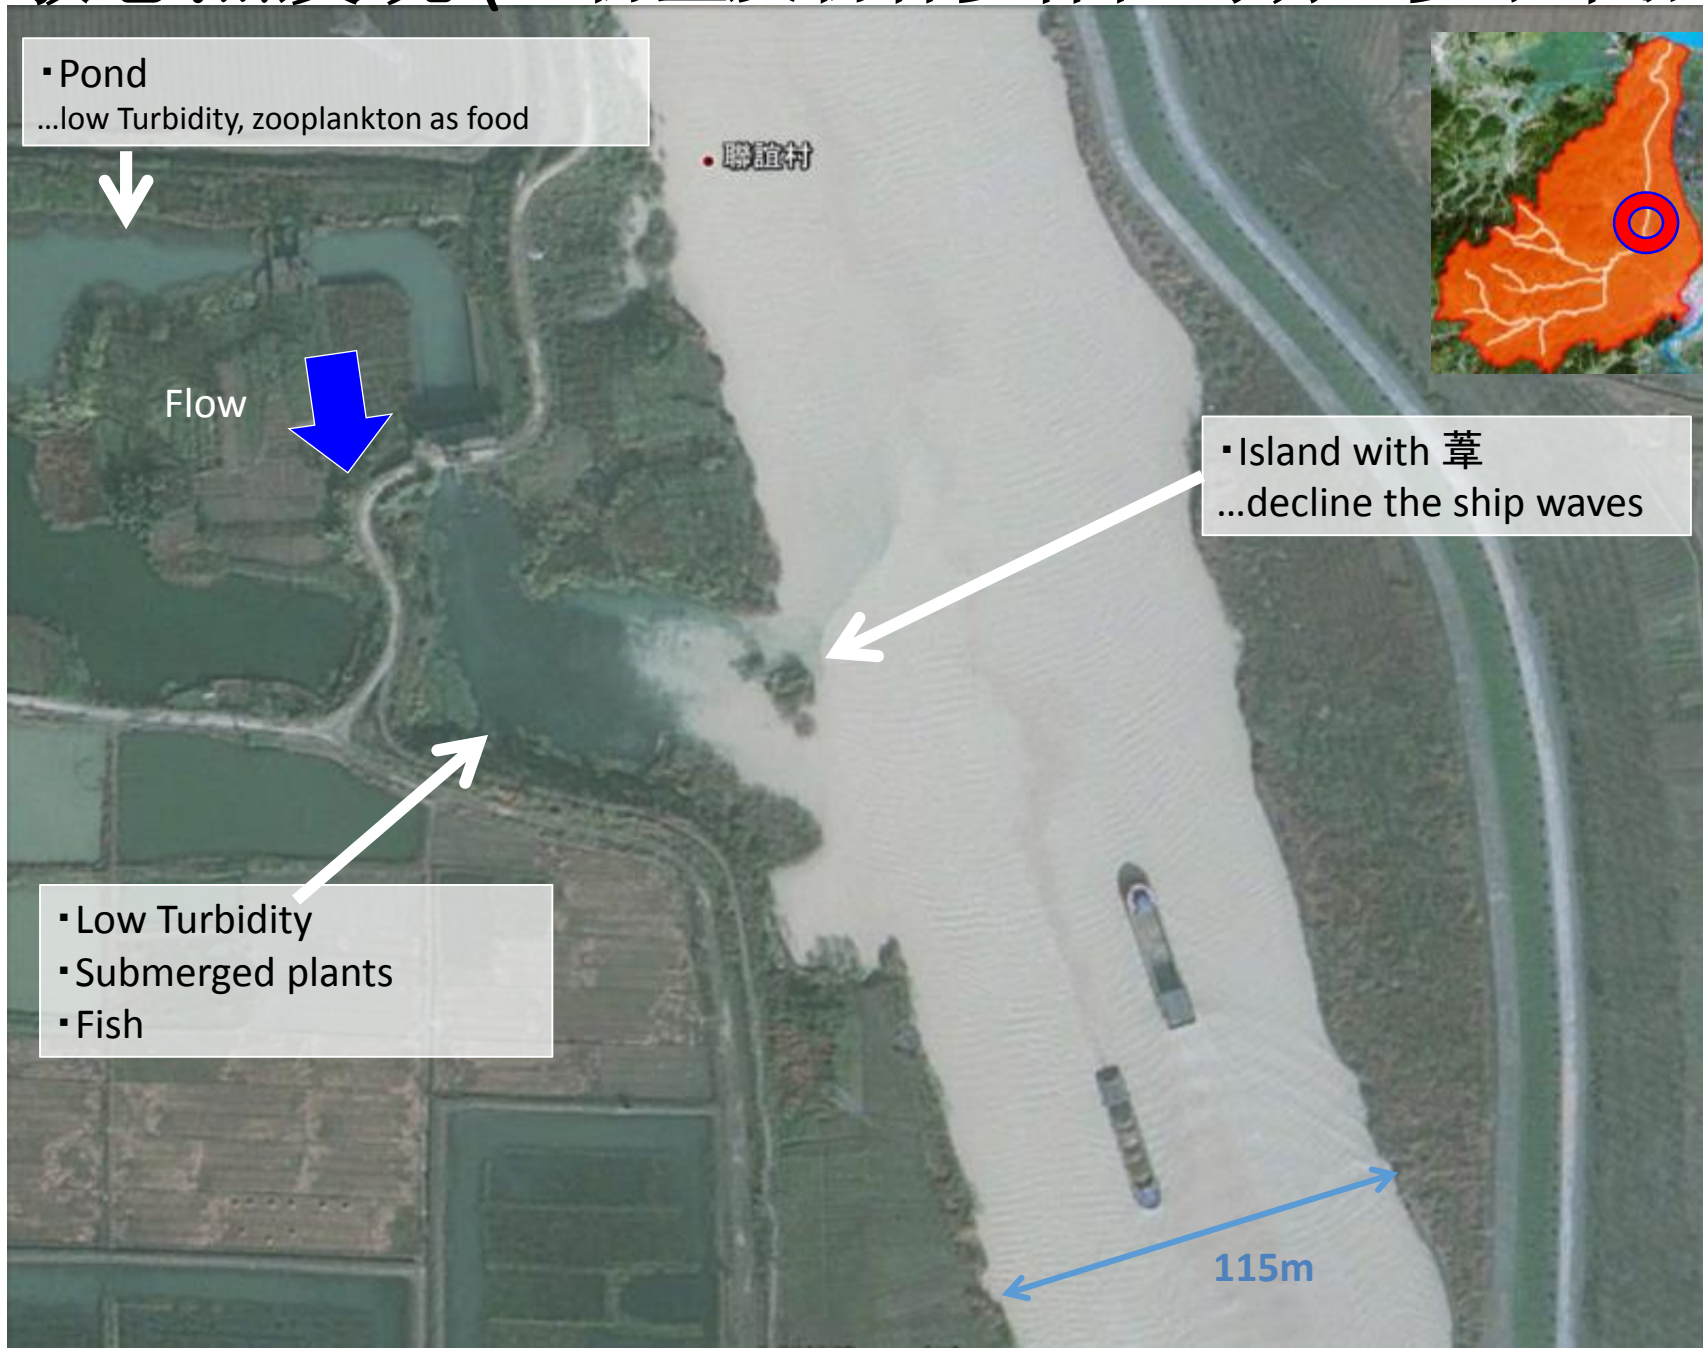 ▪Pond
...low Turbidity, zooplankton as food
聯誼村
Flow
▪Island with 葦
...decline the ship waves
▪Low Turbidity
▪Submerged plants
▪Fish
115m